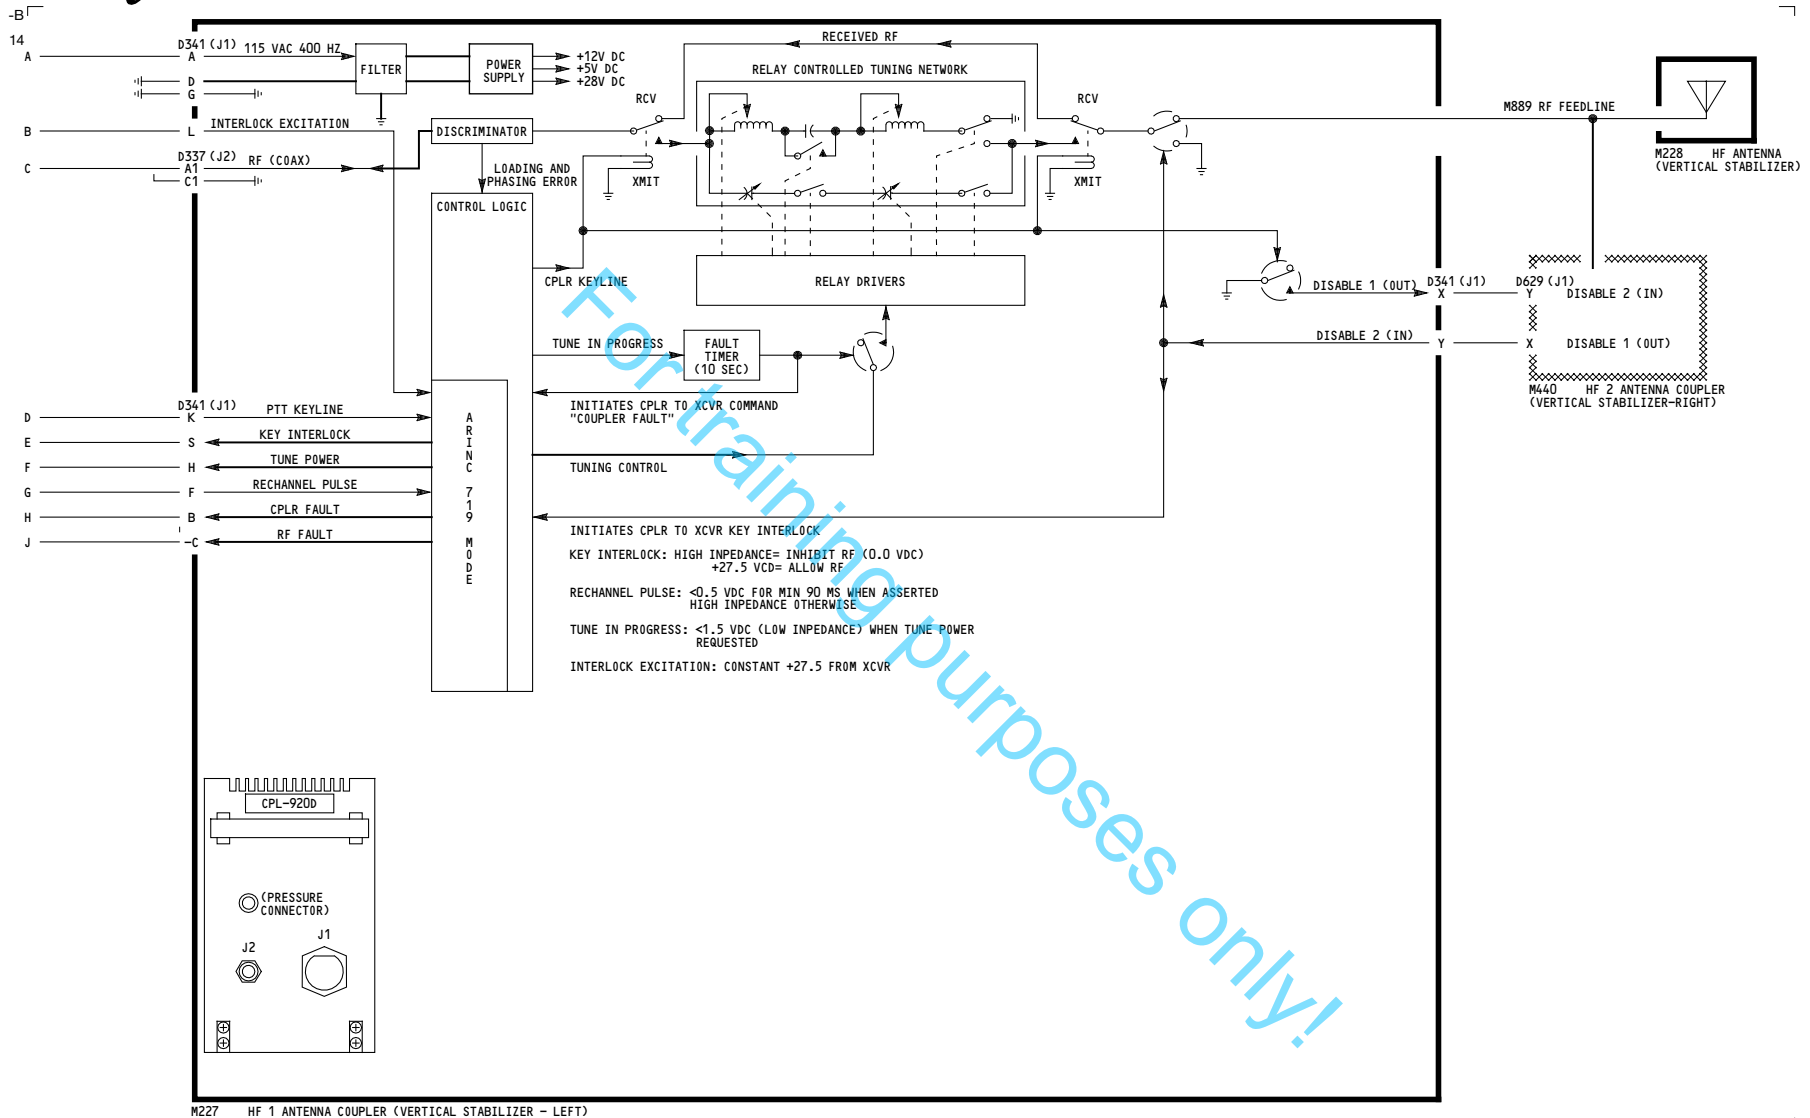 -B
14
A
D341 (J1)
A
115 VAC 400 HZ
FILTER
POWER
SUPPLY
+12V DC
+5V DC
+28V DC
D
G
B
L
INTERLOCK EXCITATION
DISCRIMINATOR
C
D337 (J2)
A1
C1
RF (COAX)
LOADING AND
PHASING ERROR
RECEIVED RF
RELAY CONTROLLED TUNING NETWORK
RCV
XMIT
RCV
XMIT
M889 RF FEEDLINE
M228 HF ANTENNA
(VERTICAL STABILIZER)
CONTROL LOGIC
CPLR KEYLINE
RELAY DRIVERS
DISABLE 1 (OUT)
D341 (J1)
X
D629 (J1)
Y
DISABLE 2 (IN)
DISABLE 2 (IN)
Y
X
DISABLE 1 (OUT)
M440 HF 2 ANTENNA COUPLER
(VERTICAL STABILIZER-RIGHT)
TUNE IN PROGRESS
FAULT
TIMER
(10 SEC)
INITIATES CPLR TO XCVR COMMAND
"COUPLER FAULT"
TUNING CONTROL
D341 (J1)
D
K
PTT KEYLINE
E
S
KEY INTERLOCK
F
H
TUNE POWER
G
F
RECHANNEL PULSE
H
B
CPLR FAULT
J
-C
RF FAULT
ARINC 719 MODE
INITIATES CPLR TO XCVR KEY INTERLOCK
KEY INTERLOCK: HIGH INPEDANCE= INHIBIT RF (0.0 VDC)
+27.5 VCD= ALLOW RF
RECHANNEL PULSE: <0.5 VDC FOR MIN 90 MS WHEN ASSERTED
HIGH INPEDANCE OTHERWISE
TUNE IN PROGRESS: <1.5 VDC (LOW INPEDANCE) WHEN TUNE POWER
REQUESTED
INTERLOCK EXCITATION: CONSTANT +27.5 FROM XCVR
For training purposes only!
CPL-920D
(PRESSURE
CONNECTOR)
J2
J1
M227 HF 1 ANTENNA COUPLER (VERTICAL STABILIZER - LEFT)